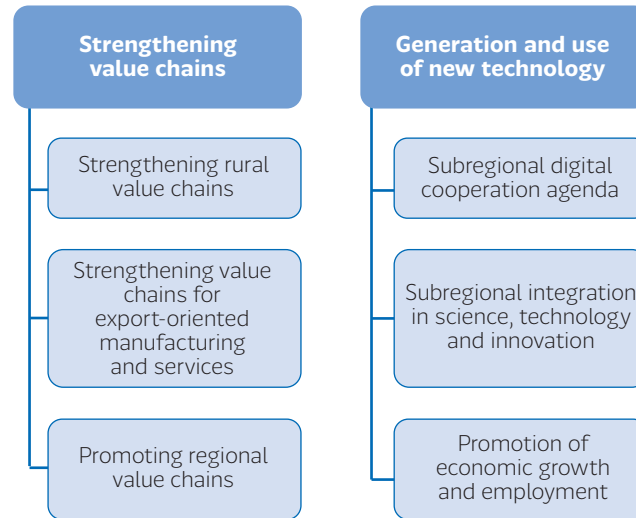 Strengthening
value chains
Strengthening rural
value chains
Strengthening value
chains for
export-oriented
manufacturing
and services
Promoting regional
value chains
Generation and use
of new technology
Subregional digital
cooperation agenda
Subregional integration
in science, technology
and innovation
Promotion of
economic growth
and employment